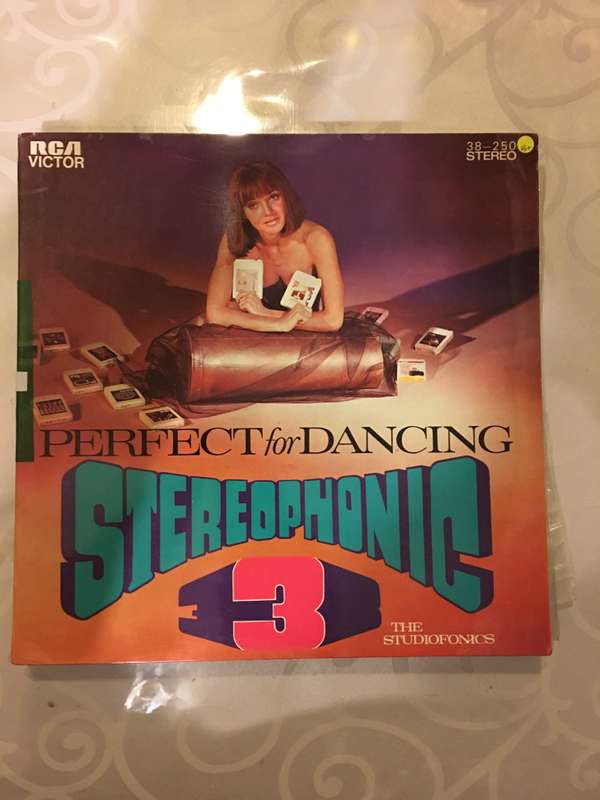 RCA
VICTOR
38-250
STEREO
PERFECT for DANCING
STEREOPHONIC
3
THE
STUDIOFONICS